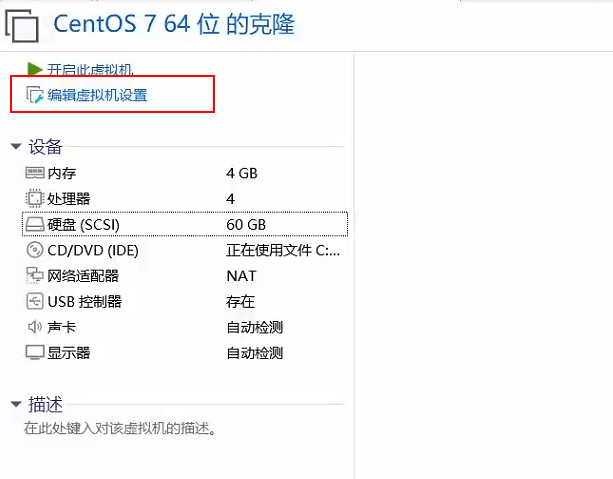 CentOS 7 64 位 的克隆
开启此虚拟机
编辑虚拟机设置
设备
内存 4 GB
处理器 4
硬盘 (SCSI) 60 GB
CD/DVD (IDE) 正在使用文件 C:...
网络适配器 NAT
USB 控制器 存在
声卡 自动检测
显示器 自动检测
描述
在此处键入对该虚拟机的描述。